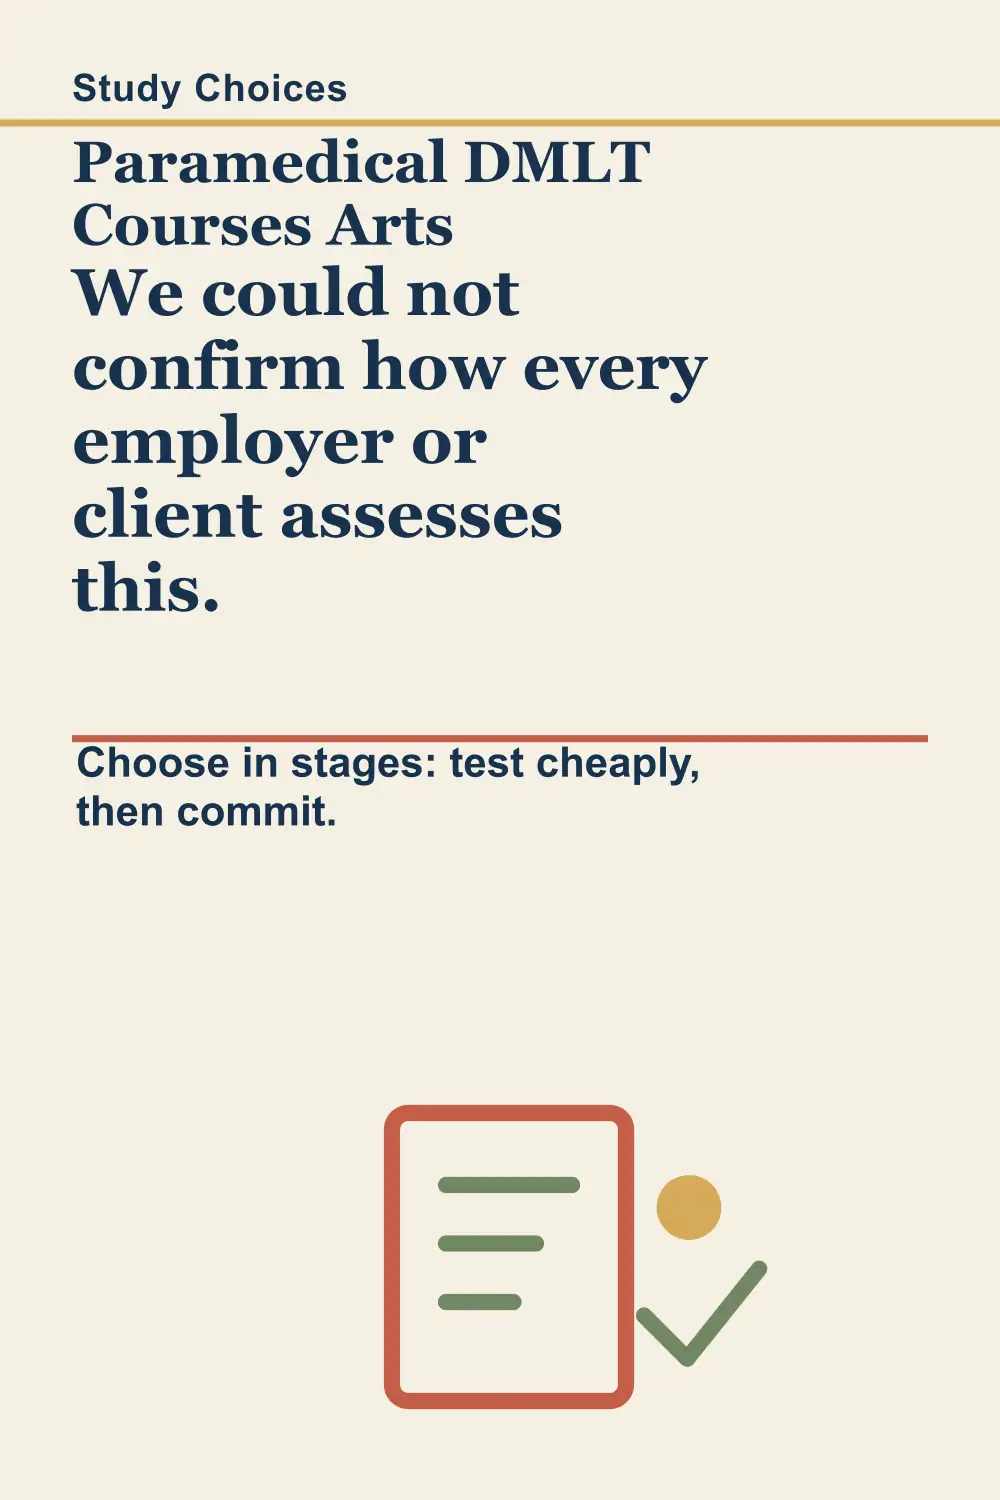 Study Choices
Paramedical DMLT
Courses Arts
We could not
confirm how every
employer or
client assesses
this.
Choose in stages: test cheaply,
then commit.